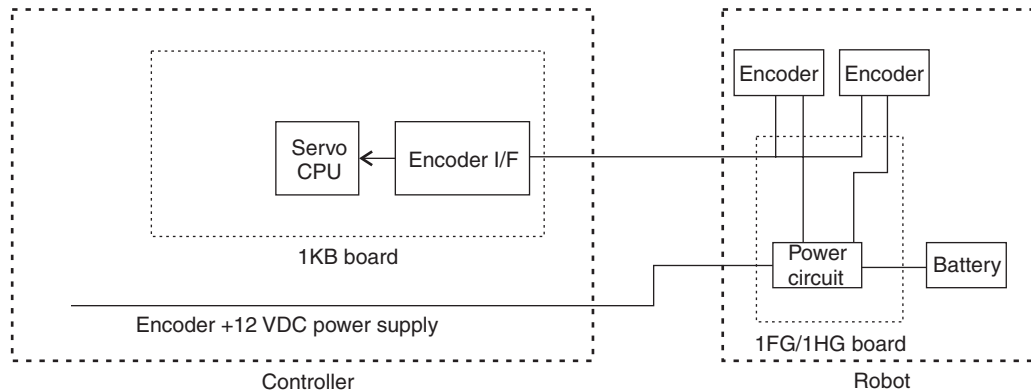 Encoder
Encoder
Servo
CPU
Encoder I/F
1KB board
Power
circuit
Battery
Encoder +12 VDC power supply
1FG/1HG board
Controller
Robot